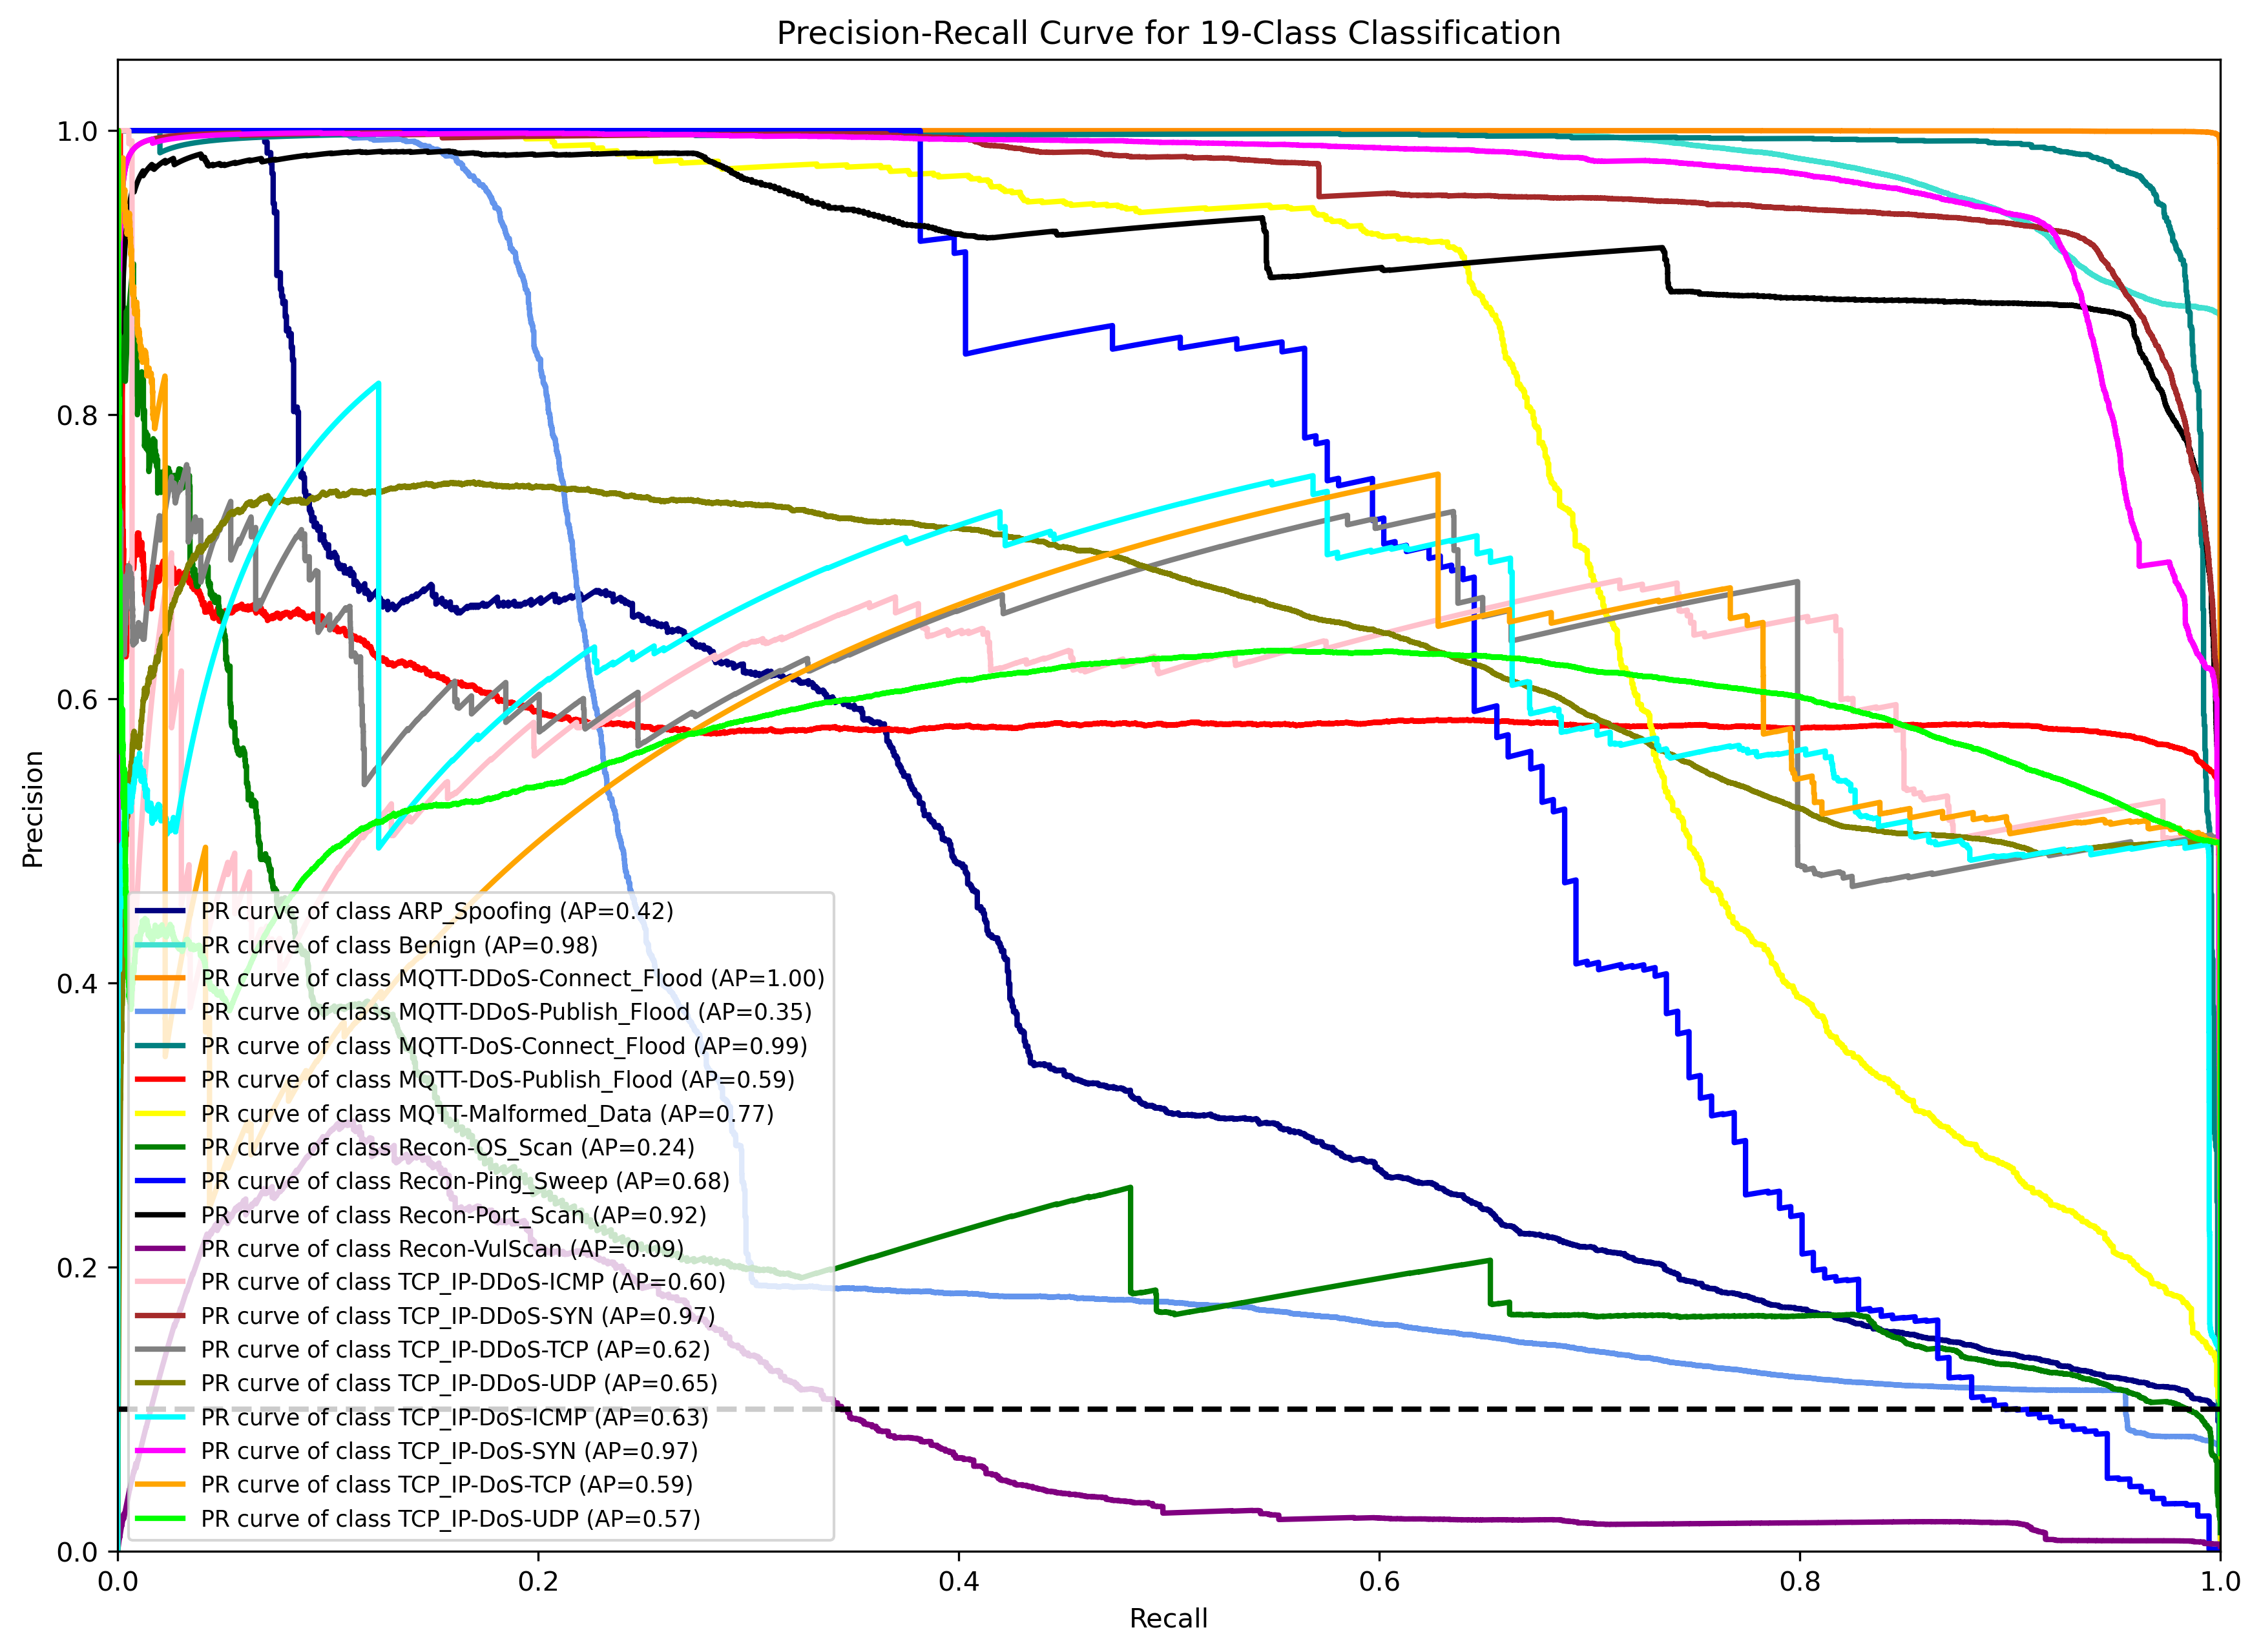 Precision-Recall Curve for 19-Class Classification
1.0
0.8
0.6
0.4
0.2
0.0
Precision
PR curve of class ARP_Spoofing (AP=0.42)
PR curve of class Benign (AP=0.98)
PR curve of class MQTT-DDoS-Connect_Flood (AP=1.00)
PR curve of class MQTT-DDoS-Publish_Flood (AP=0.35)
PR curve of class MQTT-DoS-Connect_Flood (AP=0.99)
PR curve of class MQTT-DoS-Publish_Flood (AP=0.59)
PR curve of class MQTT-Malformed_Data (AP=0.77)
PR curve of class Recon-OS_Scan (AP=0.24)
PR curve of class Recon-Ping_Sweep (AP=0.68)
PR curve of class Recon-Port_Scan (AP=0.92)
PR curve of class Recon-VulScan (AP=0.09)
PR curve of class TCP_IP-DDoS-ICMP (AP=0.60)
PR curve of class TCP_IP-DDoS-SYN (AP=0.97)
PR curve of class TCP_IP-DDoS-TCP (AP=0.62)
PR curve of class TCP_IP-DDoS-UDP (AP=0.65)
PR curve of class TCP_IP-DoS-ICMP (AP=0.63)
PR curve of class TCP_IP-DoS-SYN (AP=0.97)
PR curve of class TCP_IP-DoS-TCP (AP=0.59)
PR curve of class TCP_IP-DoS-UDP (AP=0.57)
0.0 0.2 0.4 0.6 0.8 1.0
Recall